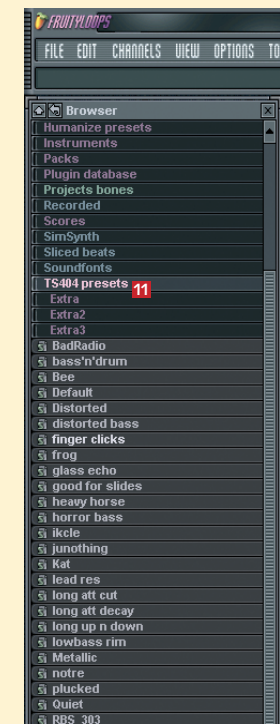 FRUITYLOOPS
FILE EDIT CHANNELS VIEW OPTIONS TO
Browser
Humanize presets
Instruments
Packs
Plugin database
Projects bones
Recorded
Scores
SimSynth
Sliced beats
Soundfonts
TS404 presets 11
Extra
Extra2
Extra3
BadRadio
bass'n'drum
Bee
Default
Distorted
distorted bass
finger clicks
frog
glass echo
good for slides
heavy horse
horror bass
ikcle
junothing
Kat
lead res
long att cut
long att decay
long up n down
lowbass rim
Metallic
notre
plucked
Quiet
RBS 303